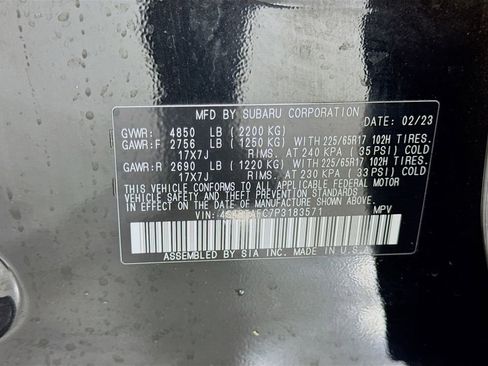 MFD BY SUBARU CORPORATION
DATE: 02/23
GVWR: 4850 LB (2200 KG)
GAWR:F 2756 LB (1250 KG) WITH 225/65R17 102H TIRES.
17X7J RIMS. AT 240 KPA (35 PSI) COLD
GAWR:R 2690 LB (1220 KG) WITH 225/65R17 102H TIRES.
17X7J RIMS. AT 230 KPA (33 PSI) COLD
THIS VEHICLE CONFORMS TO ALL APPLICABLE FEDERAL MOTOR
VEHICLE SAFETY AND THEFT PREVENTION STANDARDS
IN EFFECT ON THE DATE OF MANUFACTURE SHOWN ABOVE.
VIN: MPV
ASSEMBLED BY SIA INC. MADE IN U.S.A.